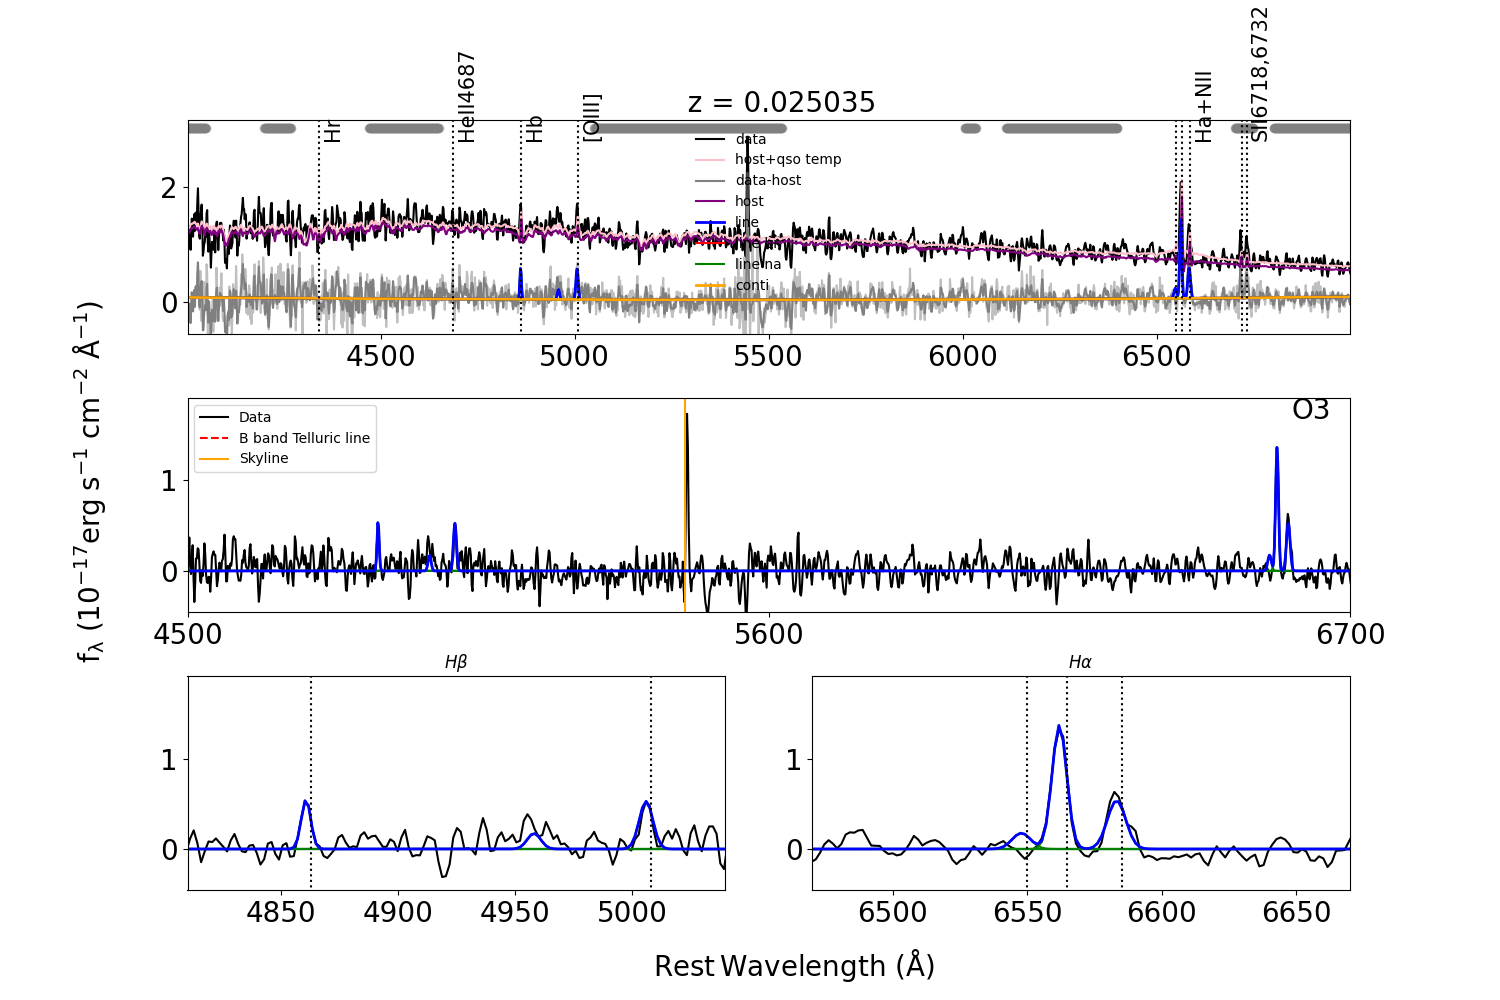 z = 0.025035
Hr
HeII4687
Hb
[OIII]
Ha+NII
SII6718,6732
data
host+qso temp
data-host
host
line
line na
conti
2
0
4500
5000
5500
6000
6500
f_λ (10^−17 erg s^−1 cm^−2 Å^−1)
O3
Data
B band Telluric line
Skyline
1
0
4500
5600
6700
Hβ
1
0
4850
4900
4950
5000
Hα
1
0
6500
6550
6600
6650
Rest Wavelength (Å)